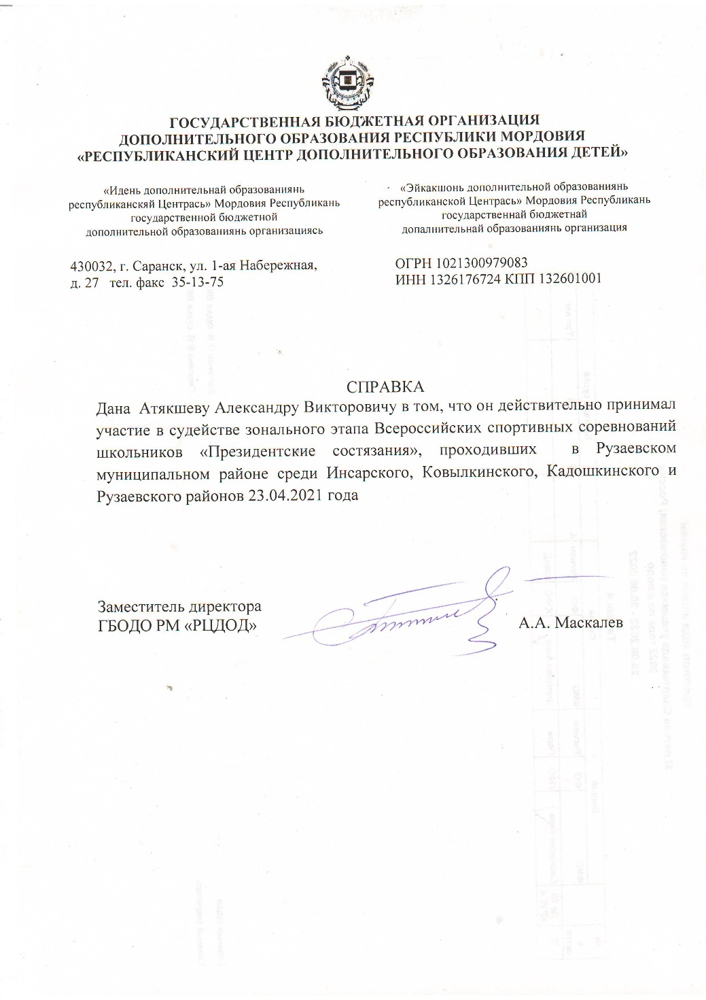 ГОСУДАРСТВЕННАЯ БЮДЖЕТНАЯ ОРГАНИЗАЦИЯ
ДОПОЛНИТЕЛЬНОГО ОБРАЗОВАНИЯ РЕСПУБЛИКИ МОРДОВИЯ
«РЕСПУБЛИКАНСКИЙ ЦЕНТР ДОПОЛНИТЕЛЬНОГО ОБРАЗОВАНИЯ ДЕТЕЙ»
«Идень дополнительнай образованиянь
республиканскяй Центрась» Мордовия Республикань
государственной бюджетной
дополнительной образованиянь организациясь
«Эйкакшонь дополнительной образованиянь
республиканской Центрась» Мордовия Республикань
государственнай бюджетнай
допалнительнай образованиянь организация
430032, г. Саранск, ул. 1-ая Набережная,
д. 27 тел. факс 35-13-75
ОГРН 1021300979083
ИНН 1326176724 КПП 132601001
СПРАВКА
Дана Атякшеву Александру Викторовичу в том, что он действительно принимал
участие в судействе зонального этапа Всероссийских спортивных соревнований
школьников «Президентские состязания», проходивших в Рузаевском
муниципальном районе среди Инсарского, Ковылкинского, Кадошкинского и
Рузаевского районов 23.04.2021 года
Заместитель директора
ГБОДО РМ «РЦДОД»
А.А. Маскалев